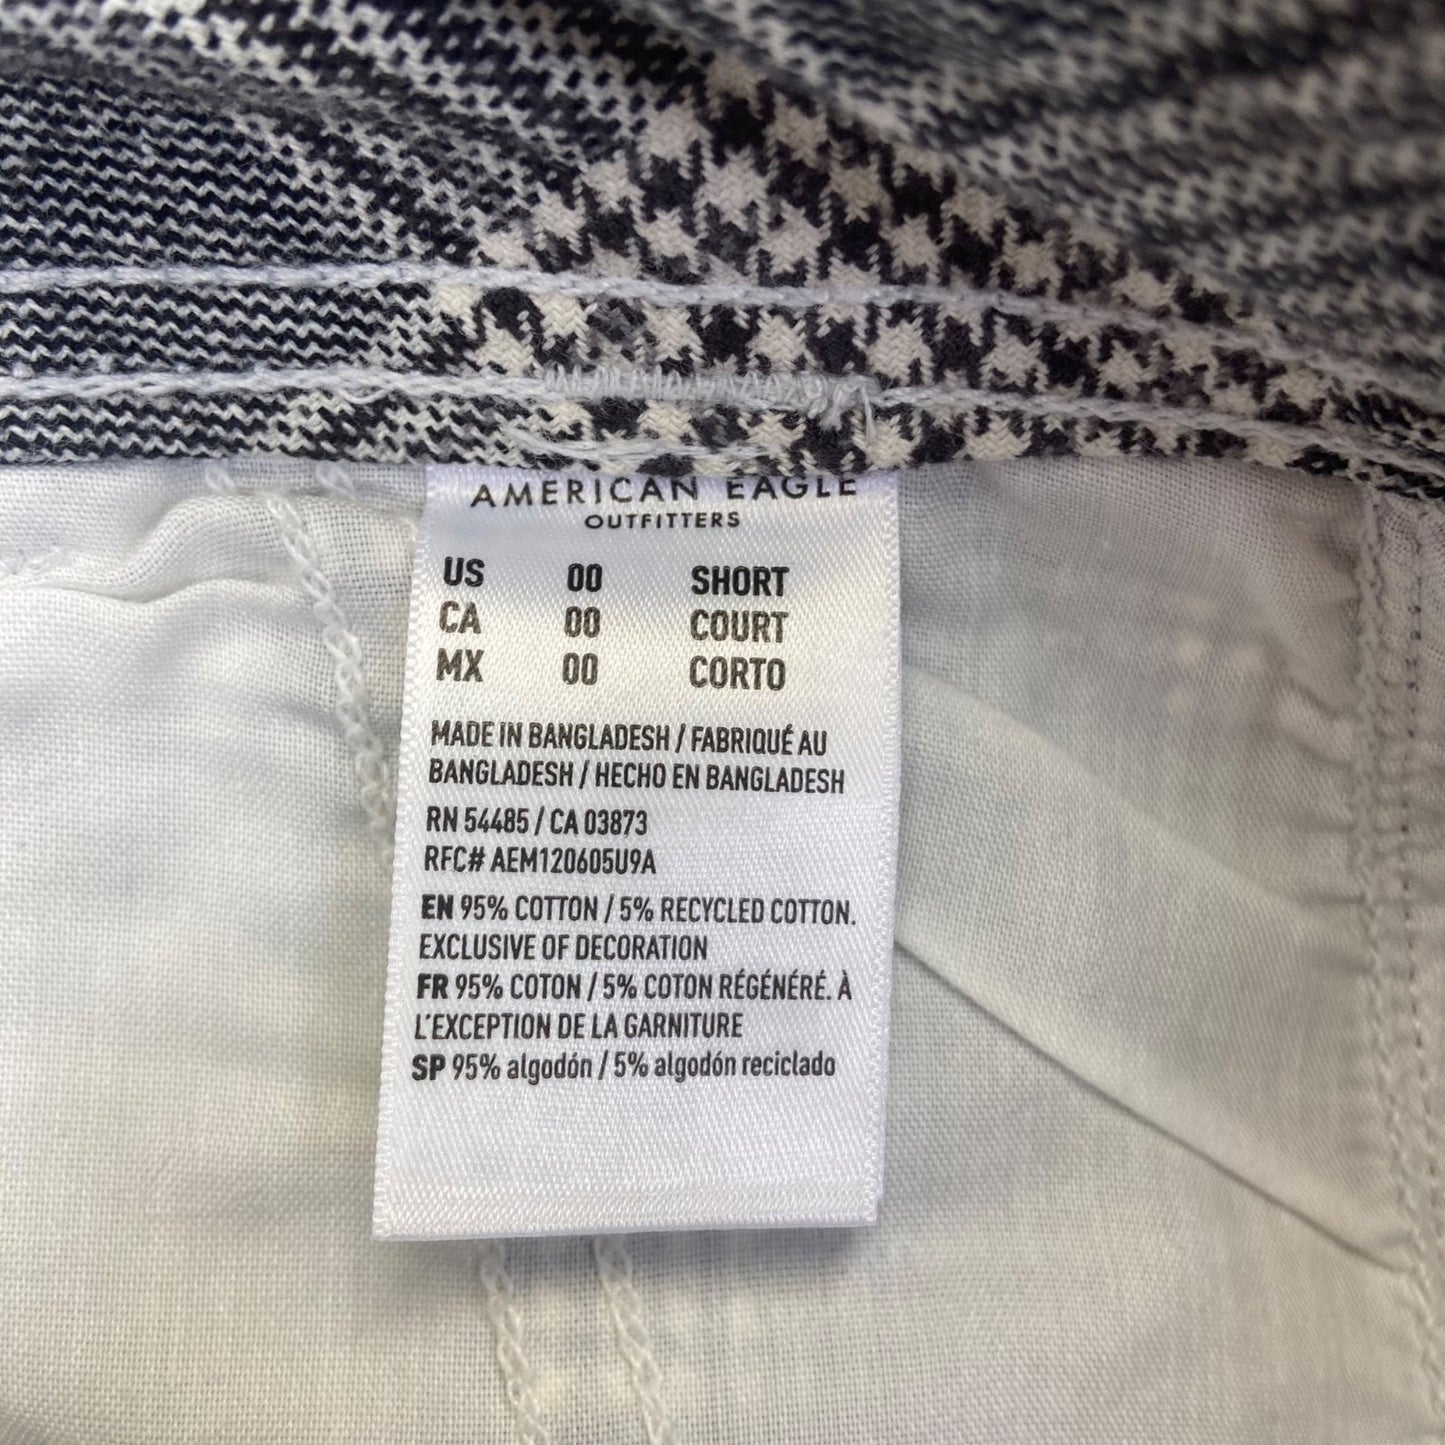 AMERICAN EAGLE
OUTFITTERS
US 00 SHORT
CA 00 COURT
MX 00 CORTO
MADE IN BANGLADESH / FABRIQUÉ AU
BANGLADESH / HECHO EN BANGLADESH
RN 54485 / CA 03873
RFC# AEM120605U9A
EN 95% COTTON / 5% RECYCLED COTTON.
EXCLUSIVE OF DECORATION
FR 95% COTON / 5% COTON RÉGÉNÉRÉ. À
L'EXCEPTION DE LA GARNITURE
SP 95% algodón / 5% algodón reciclado